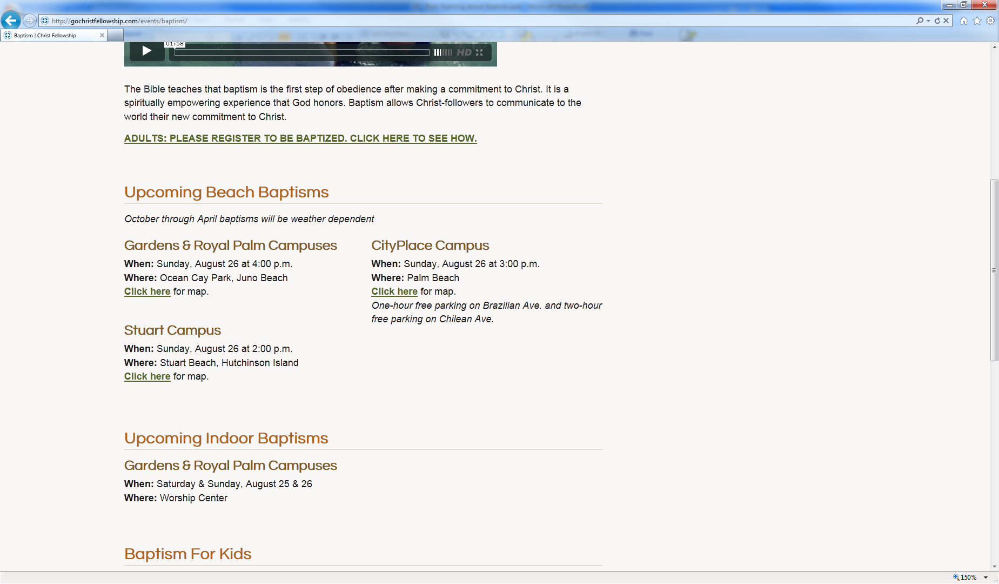 http://gochristfellowship.com/events/baptism/
Baptism | Christ Fellowship
01:58
HD
The Bible teaches that baptism is the first step of obedience after making a commitment to Christ. It is a
spiritually empowering experience that God honors. Baptism allows Christ-followers to communicate to the
world their new commitment to Christ.
ADULTS: PLEASE REGISTER TO BE BAPTIZED. CLICK HERE TO SEE HOW.
Upcoming Beach Baptisms
October through April baptisms will be weather dependent
Gardens & Royal Palm Campuses
When: Sunday, August 26 at 4:00 p.m.
Where: Ocean Cay Park, Juno Beach
Click here for map.
CityPlace Campus
When: Sunday, August 26 at 3:00 p.m.
Where: Palm Beach
Click here for map.
One-hour free parking on Brazilian Ave. and two-hour
free parking on Chilean Ave.
Stuart Campus
When: Sunday, August 26 at 2:00 p.m.
Where: Stuart Beach, Hutchinson Island
Click here for map.
Upcoming Indoor Baptisms
Gardens & Royal Palm Campuses
When: Saturday & Sunday, August 25 & 26
Where: Worship Center
Baptism For Kids
150%